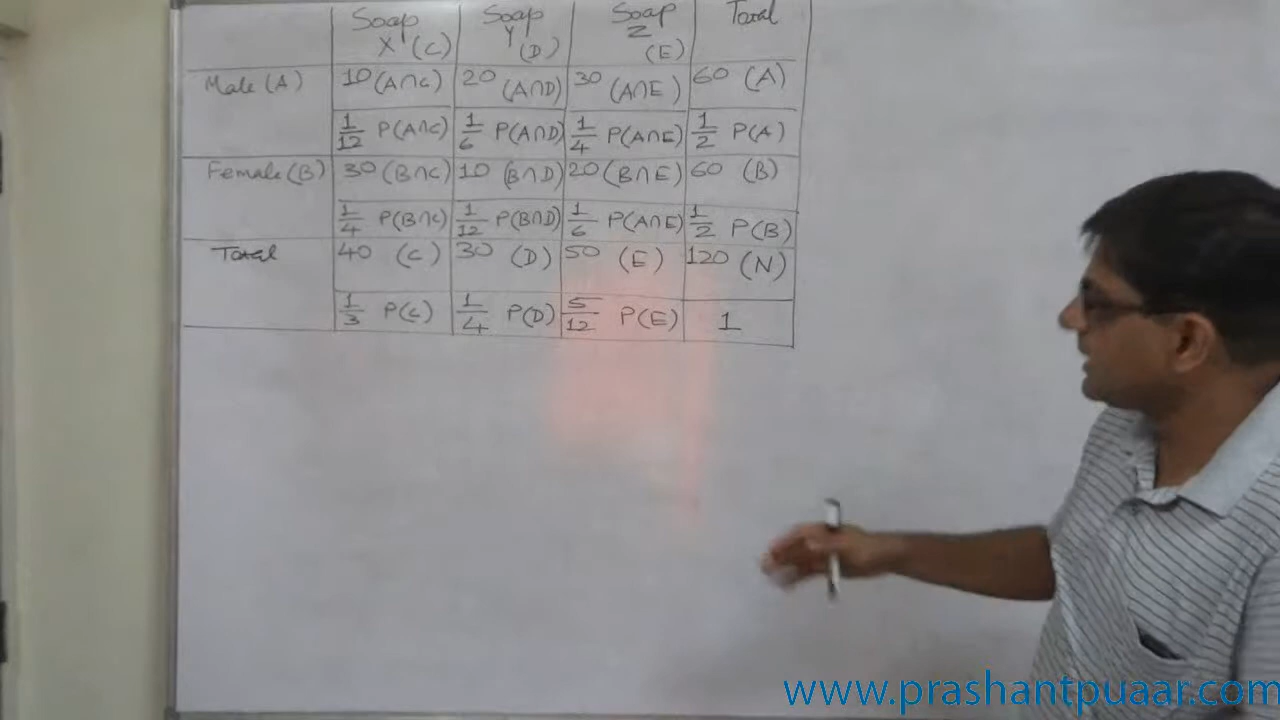 Soap X (C) Soap Y (D) Soap Z (E) Total
Male (A) 10 (A∩C) 20 (A∩D) 30 (A∩E) 60 (A)
1/12 P(A∩C) 1/6 P(A∩D) 1/4 P(A∩E) 1/2 P(A)
Female (B) 30 (B∩C) 10 (B∩D) 20 (B∩E) 60 (B)
1/4 P(B∩C) 1/12 P(B∩D) 1/6 P(A∩E) 1/2 P(B)
Total 40 (C) 30 (D) 50 (E) 120 (N)
1/3 P(C) 1/4 P(D) 5/12 P(E) 1
www.prashantpuaar.com